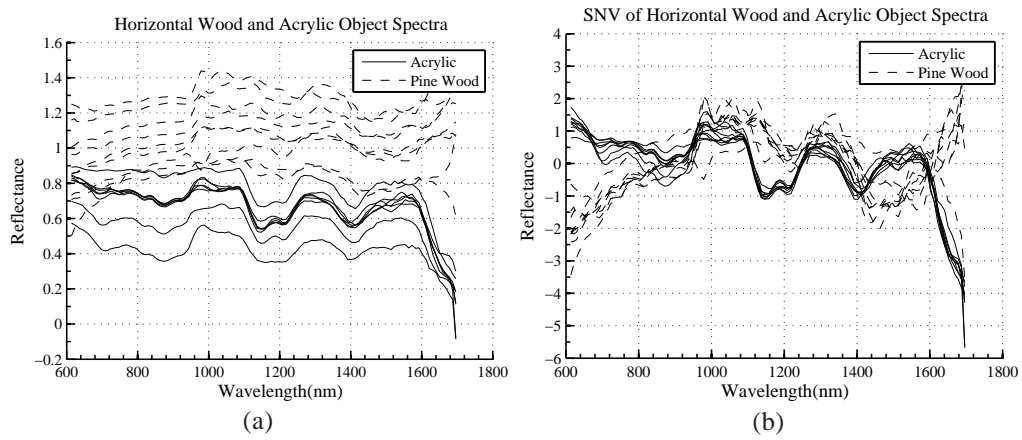 Horizontal Wood and Acrylic Object Spectra
1.6
1.4
1.2
1
0.8
0.6
0.4
0.2
0
−0.2
Reflectance
Acrylic
Pine Wood
600 800 1000 1200 1400 1600 1800
Wavelength(nm)
(a)
SNV of Horizontal Wood and Acrylic Object Spectra
4
3
2
1
0
−1
−2
−3
−4
−5
−6
Reflectance
Acrylic
Pine Wood
600 800 1000 1200 1400 1600 1800
Wavelength(nm)
(b)